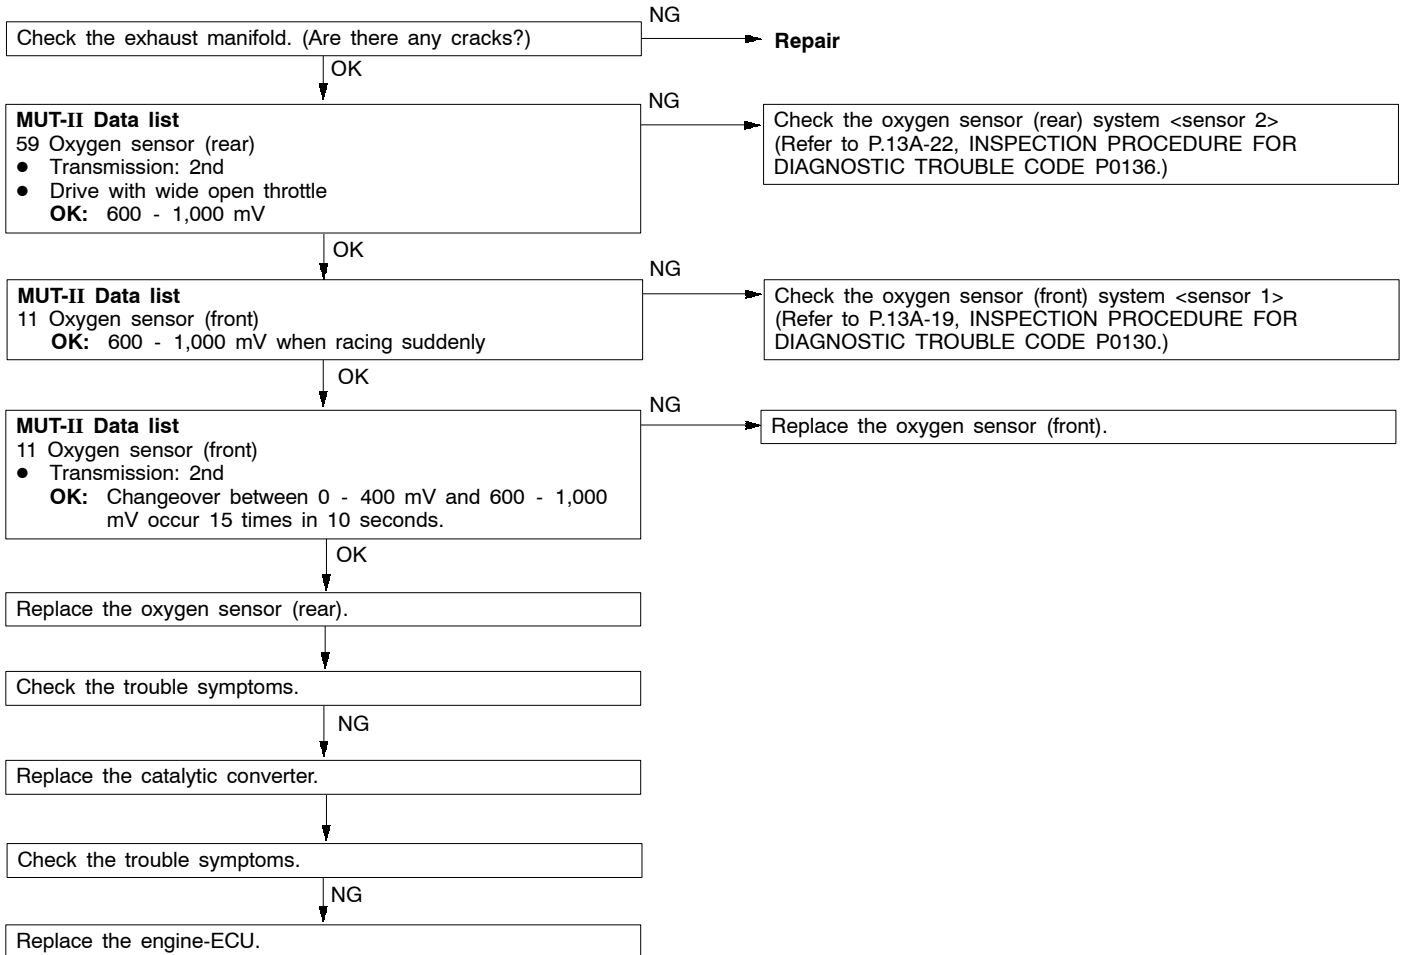 NG
Check the exhaust manifold. (Are there any cracks?)
Repair
OK
MUT-II Data list
59 Oxygen sensor (rear)
● Transmission: 2nd
● Drive with wide open throttle
OK: 600 - 1,000 mV
NG
Check the oxygen sensor (rear) system <sensor 2>
(Refer to P.13A-22, INSPECTION PROCEDURE FOR
DIAGNOSTIC TROUBLE CODE P0136.)
OK
MUT-II Data list
11 Oxygen sensor (front)
OK: 600 - 1,000 mV when racing suddenly
NG
Check the oxygen sensor (front) system <sensor 1>
(Refer to P.13A-19, INSPECTION PROCEDURE FOR
DIAGNOSTIC TROUBLE CODE P0130.)
OK
MUT-II Data list
11 Oxygen sensor (front)
● Transmission: 2nd
OK: Changeover between 0 - 400 mV and 600 - 1,000
mV occur 15 times in 10 seconds.
NG
Replace the oxygen sensor (front).
OK
Replace the oxygen sensor (rear).
Check the trouble symptoms.
NG
Replace the catalytic converter.
Check the trouble symptoms.
NG
Replace the engine-ECU.